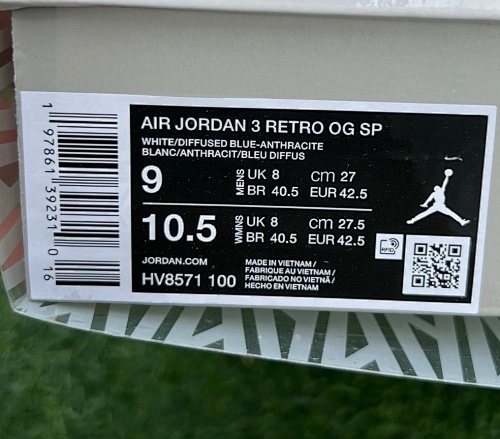 AIR JORDAN 3 RETRO OG SP
WHITE/DIFFUSED BLUE-ANTHRACITE
BLANC/ANTHRACIT/BLEU DIFFUS
9 MENS UK 8 cm 27
BR 40.5 EUR 42.5
10.5 WMNS UK 8 cm 27.5
BR 40.5 EUR 42.5
RFID
JORDAN.COM
HV8571 100
MADE IN VIETNAM /
FABRIQUE AU VIETNAM /
FABRICADO NO VIETNÃ /
HECHO EN VIETNAM
1 97861 39231 0 16